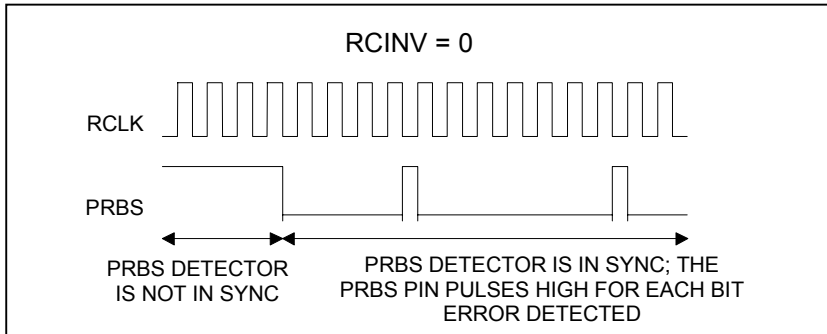 RCINV = 0
RCLK
PRBS
PRBS DETECTOR
IS NOT IN SYNC
PRBS DETECTOR IS IN SYNC; THE
PRBS PIN PULSES HIGH FOR EACH BIT
ERROR DETECTED